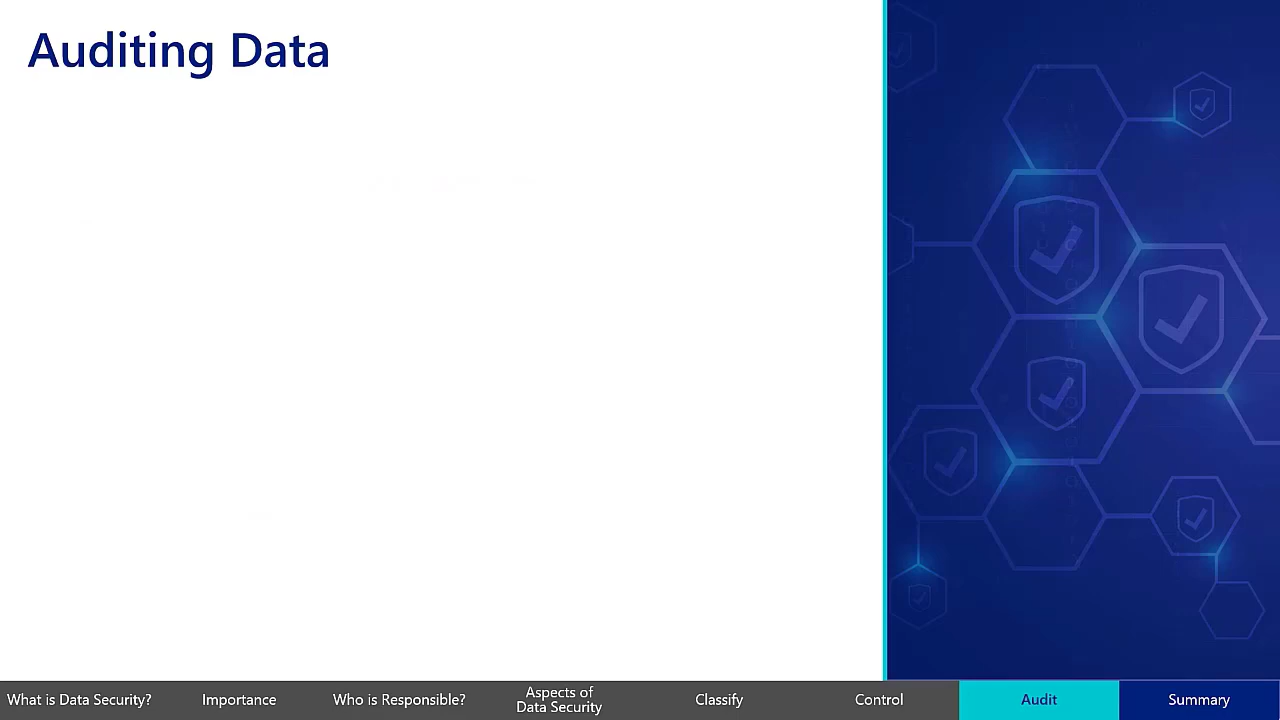 Auditing Data
What is Data Security?
Importance
Who is Responsible?
Aspects of
Data Security
Classify
Control
Audit
Summary